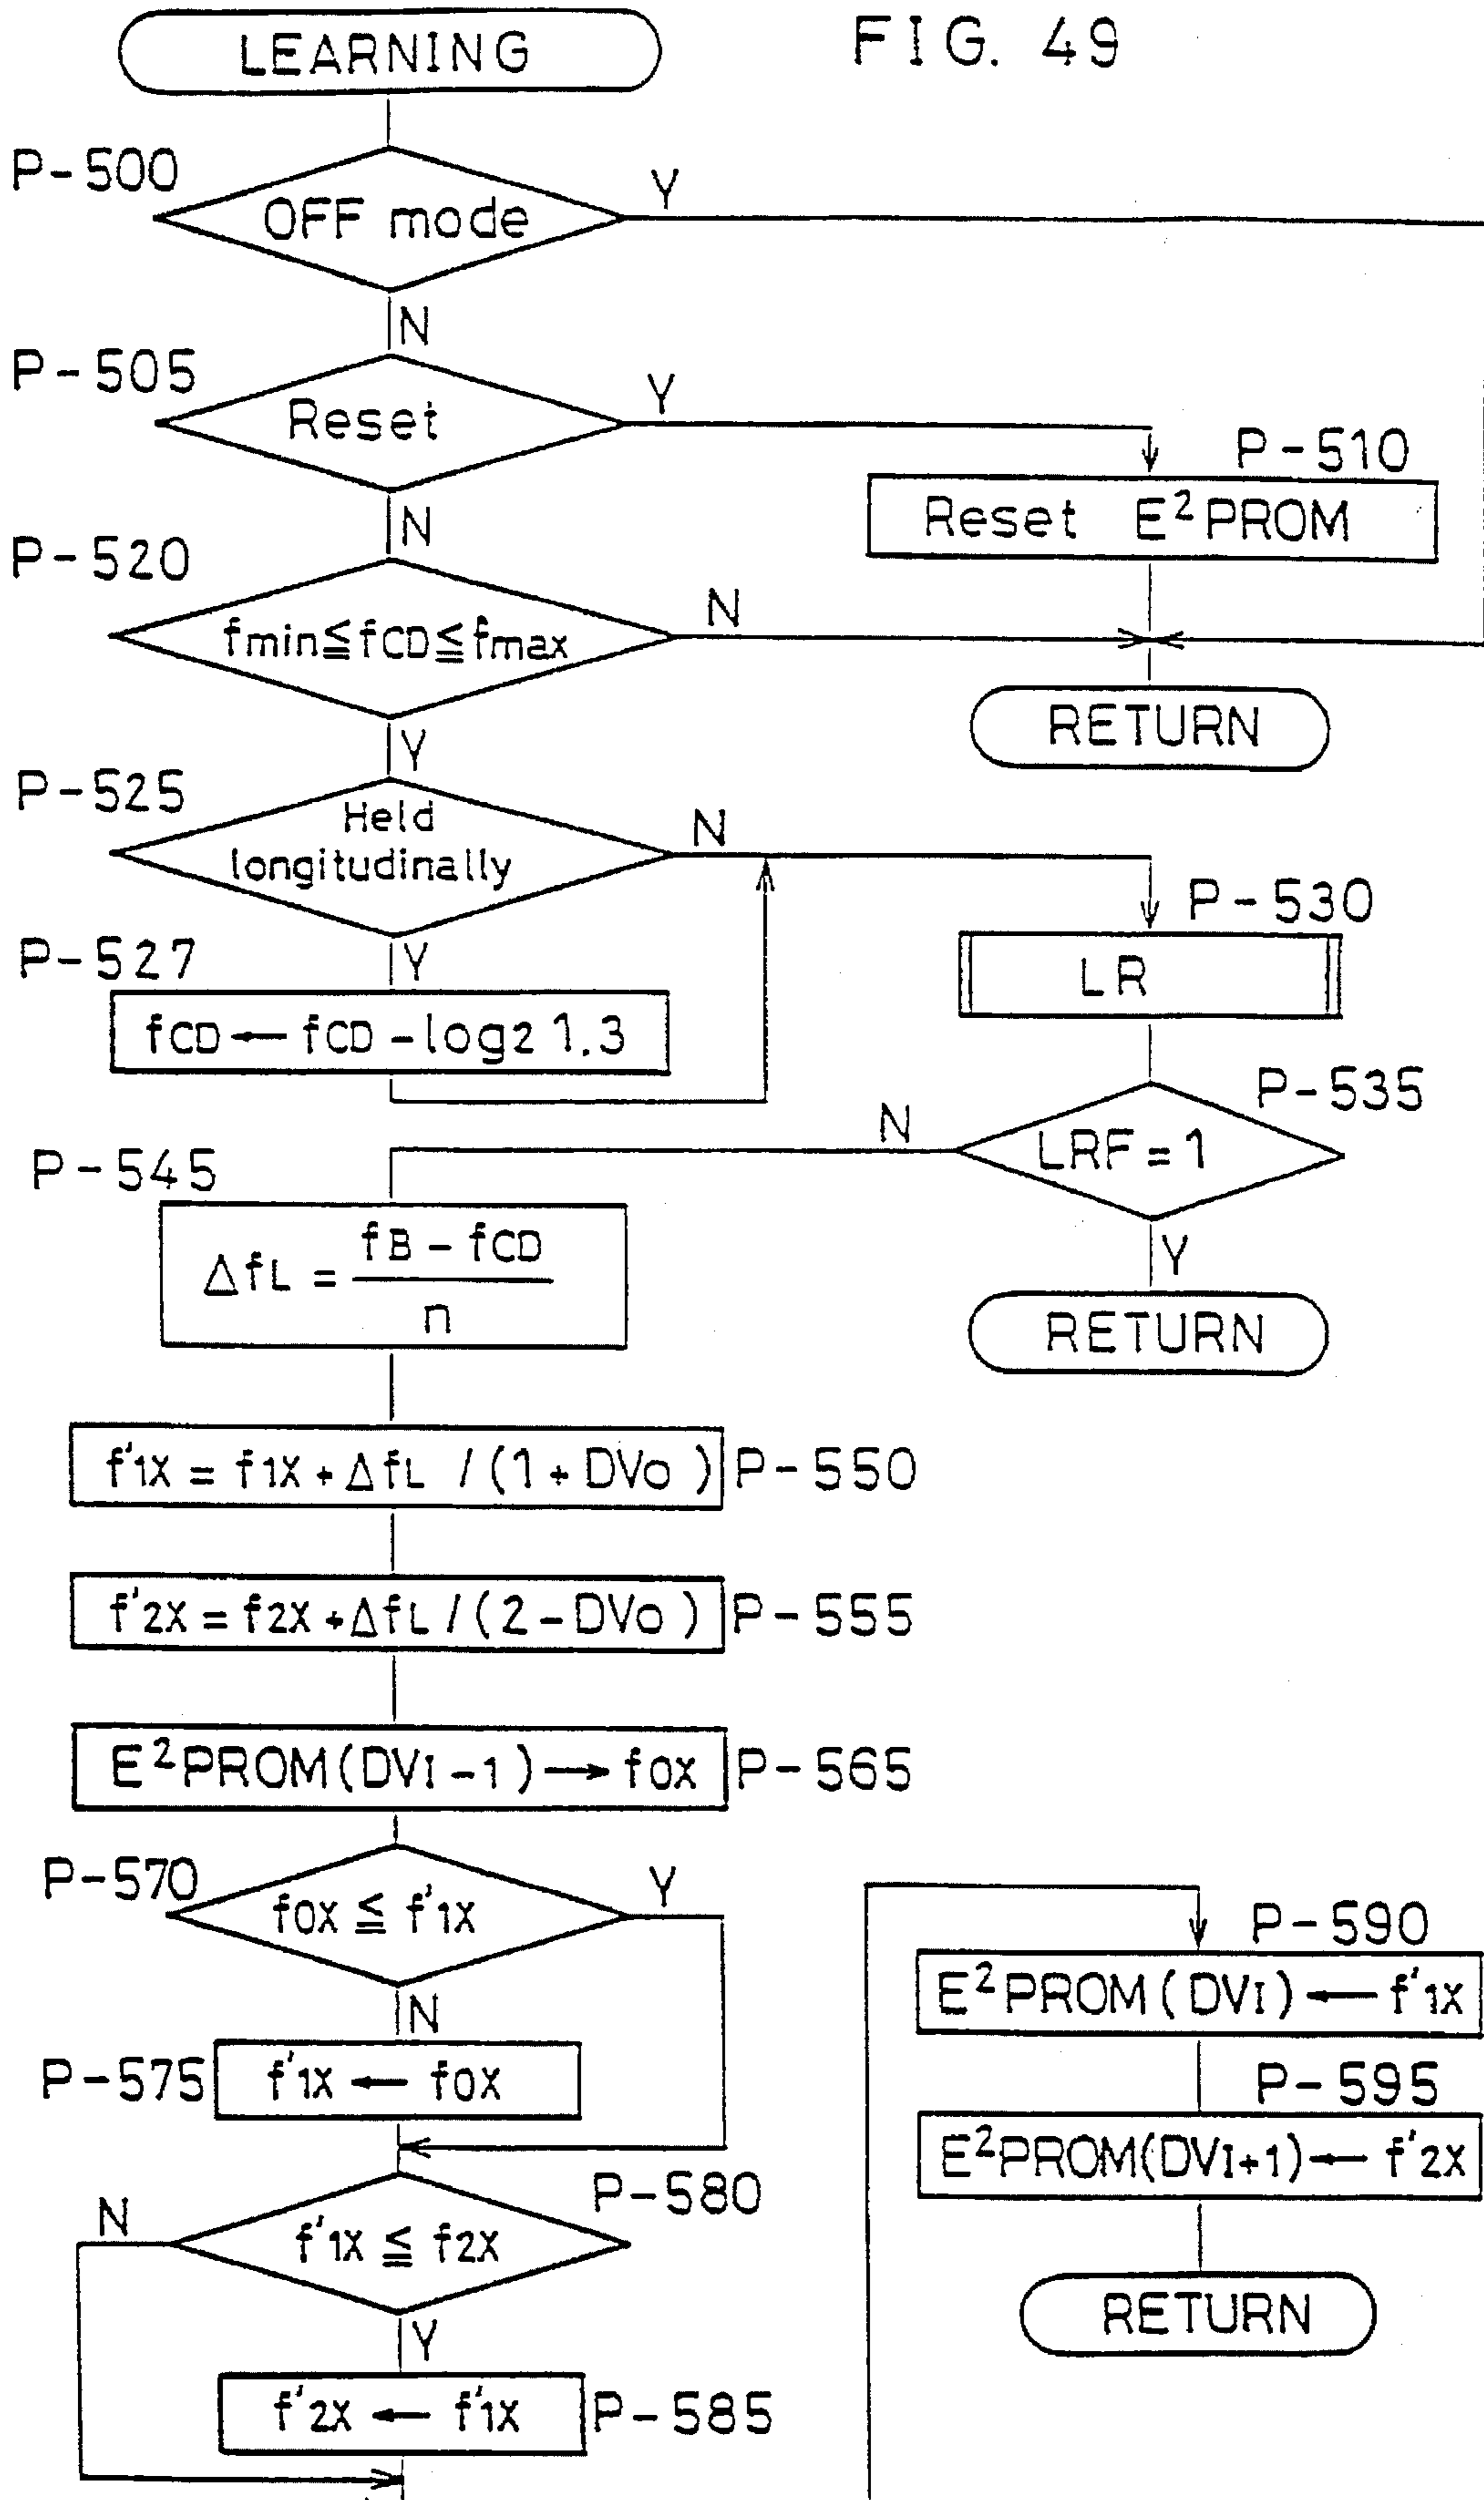 FIG. 49
LEARNING
P-500
OFF mode
Y
N
P-505
Reset
Y
P-510
Reset E²PROM
N
P-520
fmin≦fCD≦fmax
N
RETURN
Y
P-525
Held
longitudinally
N
P-530
LR
P-527
Y
fCD←fCD-log2 1.3
P-535
LRF=1
N
Y
RETURN
P-545
ΔfL = fB-fCD
n
f'1X = f1X+ΔfL /(1+DVo) P-550
f'2X = f2X+ΔfL /(2-DVo) P-555
E²PROM(DVI-1)→f0X P-565
P-570
f0X ≦ f'1X
Y
N
P-575 f'1X ← f0X
P-580
f'1X ≦ f2X
N
Y
f'2X ← f'1X P-585
P-590
E²PROM(DVI)←f'1X
P-595
E²PROM(DVI+1)←f'2X
RETURN